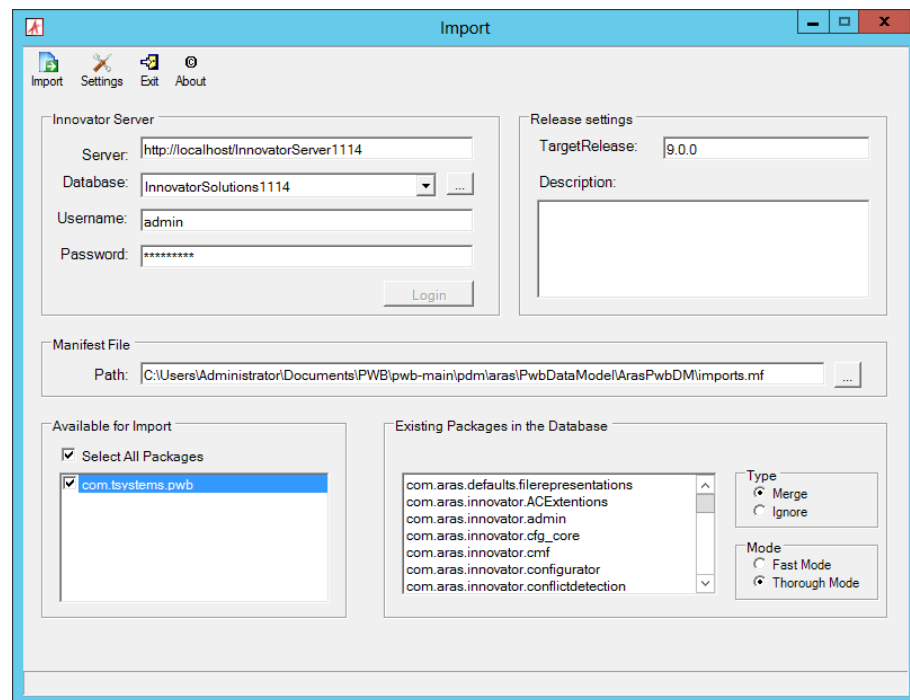 Import
Import Settings Exit About
Innovator Server
Server: http://localhost/InnovatorServer1114
Database: InnovatorSolutions1114 ...
Username: admin
Password: *********
Login
Release settings
TargetRelease: 9.0.0
Description:
Manifest File
Path: C:\Users\Administrator\Documents\PWB\pwb-main\pdm\aras\PwbDataModel\ArasPwbDM\imports.mf ...
Available for Import
Select All Packages
com.tsystems.pwb
Existing Packages in the Database
com.aras.defaults.filerepresentations
com.aras.innovator.ACExtentions
com.aras.innovator.admin
com.aras.innovator.cfg_core
com.aras.innovator.cmf
com.aras.innovator.configurator
com.aras.innovator.conflictdetection
Type
Merge
Ignore
Mode
Fast Mode
Thorough Mode